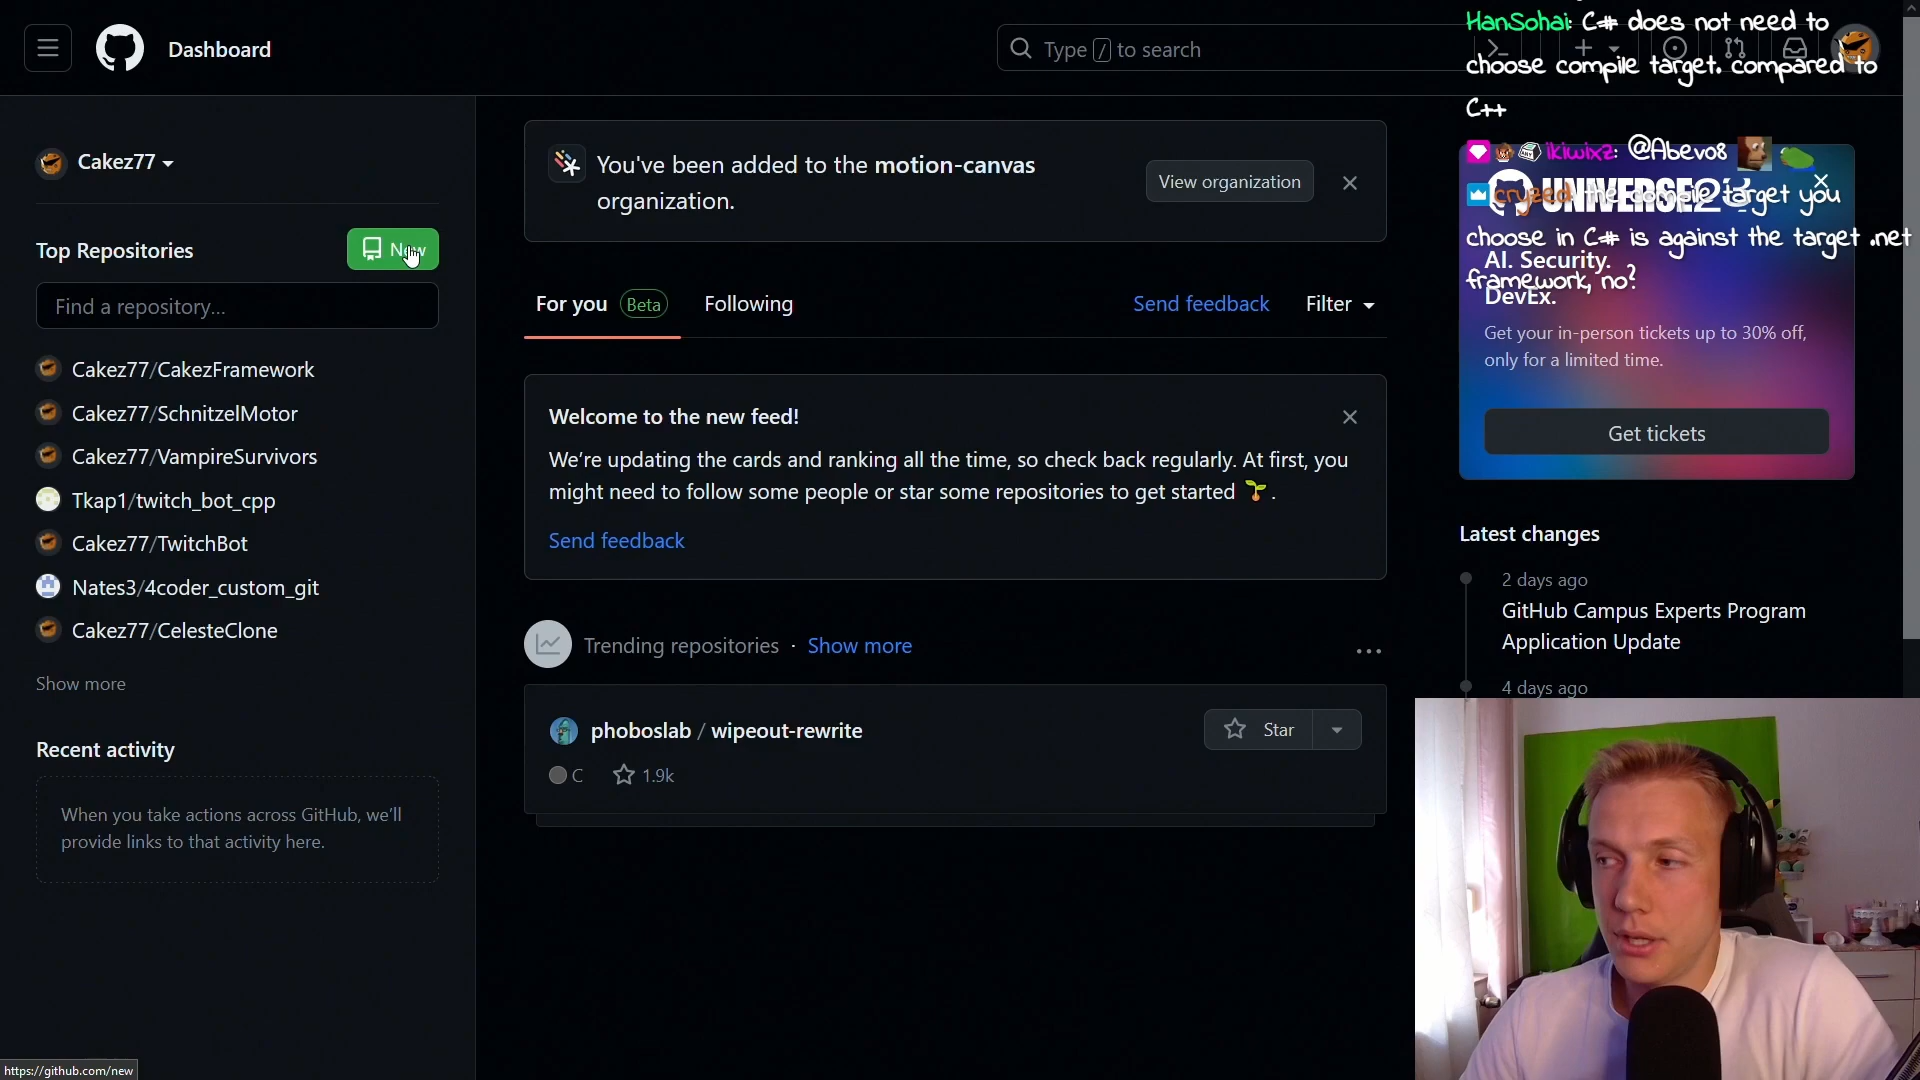 Dashboard
Type / to search
HanSohai: C# does not need to
choose compile target. compared to
C++
ikiwixz: @Abevo8
cryzed: the compile target you
choose in C# is against the target .net
framework, no?
Cakez77
Top Repositories
New
Find a repository...
Cakez77/CakezFramework
Cakez77/SchnitzelMotor
Cakez77/VampireSurvivors
Tkap1/twitch_bot_cpp
Cakez77/TwitchBot
Nates3/4coder_custom_git
Cakez77/CelesteClone
Show more
Recent activity
When you take actions across GitHub, we'll
provide links to that activity here.
You've been added to the motion-canvas
organization.
View organization
For you Beta
Following
Send feedback
Filter
Welcome to the new feed!
We're updating the cards and ranking all the time, so check back regularly. At first, you
might need to follow some people or star some repositories to get started 🌱 .
Send feedback
Trending repositories · Show more
phoboslab / wipeout-rewrite
Star
C
1.9k
UNIVERSE23
AI. Security.
DevEx.
Get your in-person tickets up to 30% off,
only for a limited time.
Get tickets
Latest changes
2 days ago
GitHub Campus Experts Program
Application Update
4 days ago
https://github.com/new